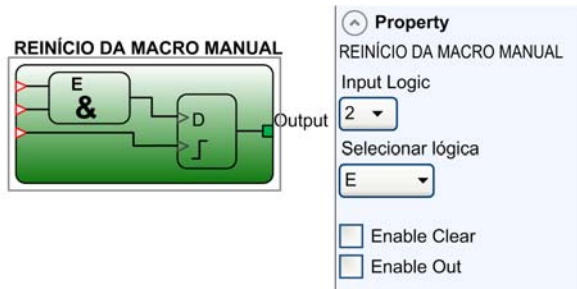 REINÍCIO DA MACRO MANUAL
E
&
D
Output
Property
REINÍCIO DA MACRO MANUAL
Input Logic
2
Selecionar lógica
E
Enable Clear
Enable Out